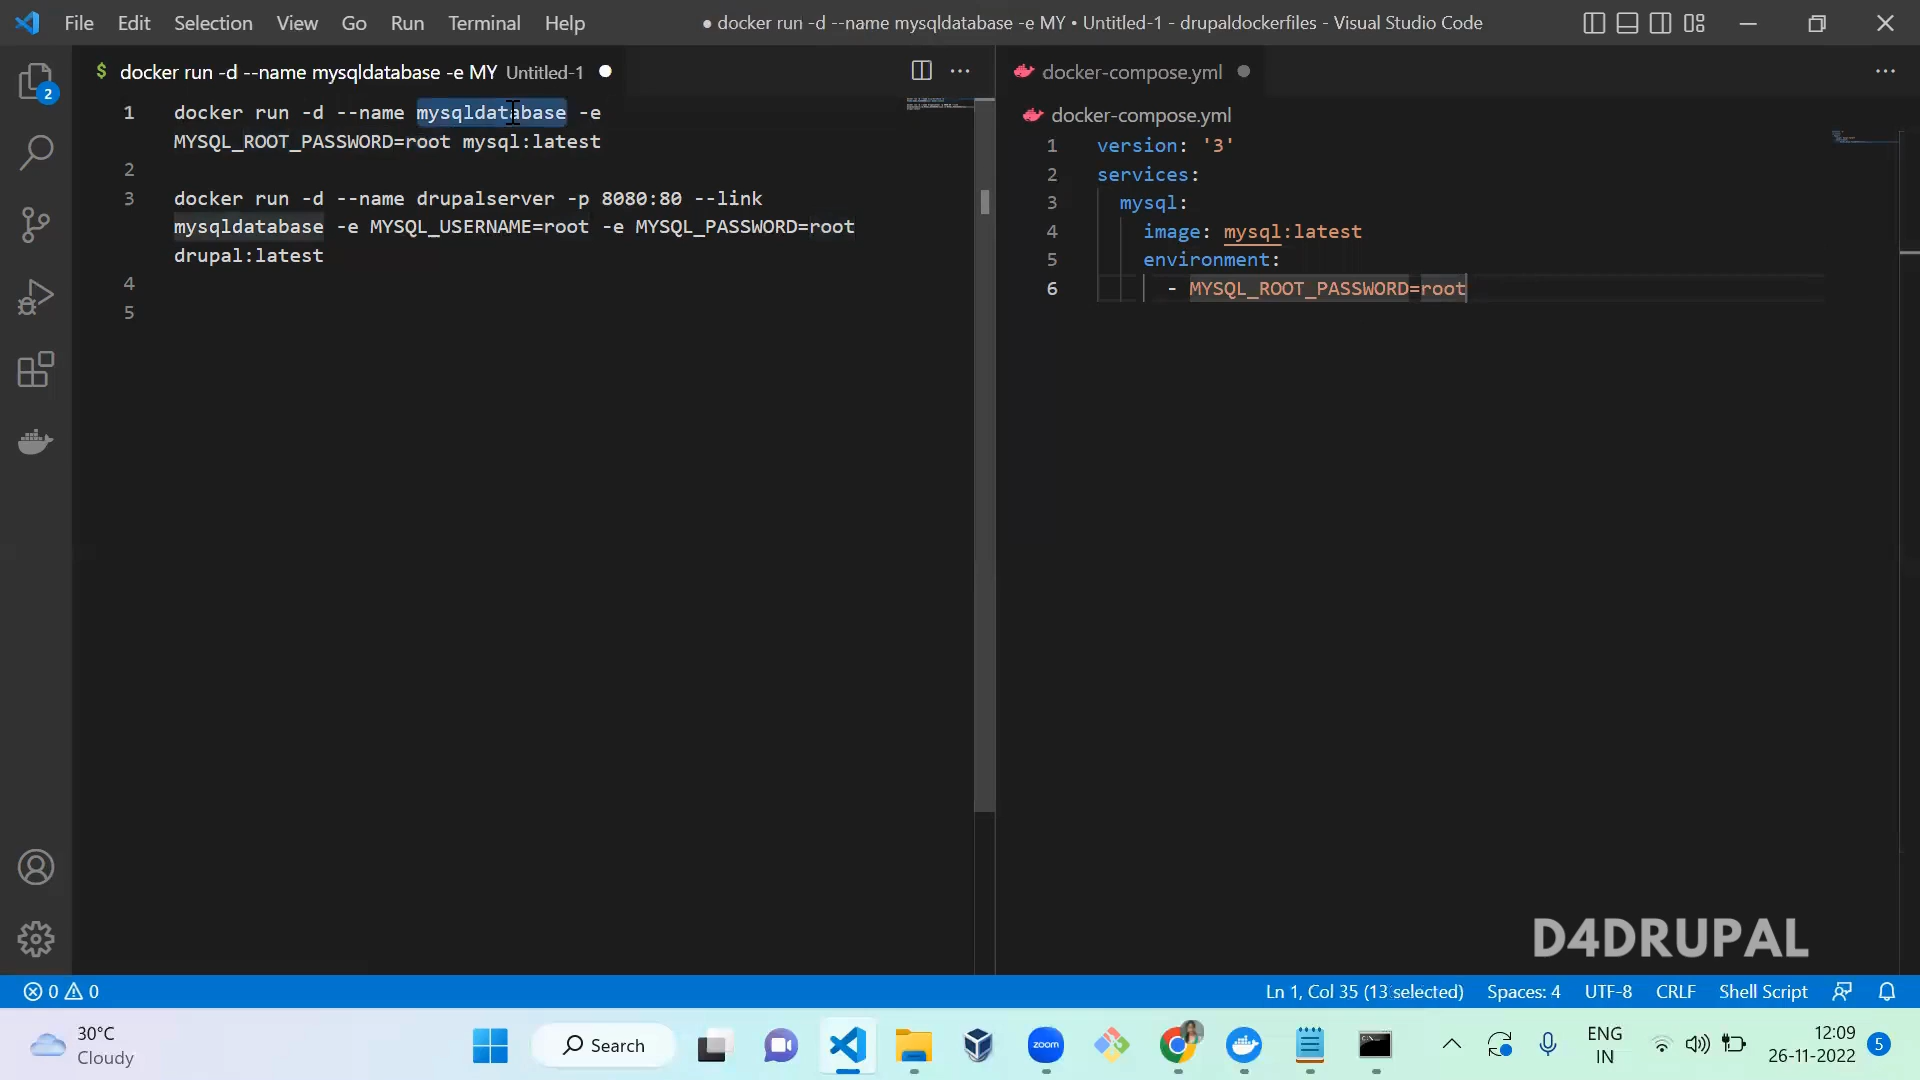 File Edit Selection View Go Run Terminal Help
● docker run -d --name mysqldatabase -e MY • Untitled-1 - drupaldockerfiles - Visual Studio Code
$ docker run -d --name mysqldatabase -e MY Untitled-1 ●
1 docker run -d --name mysqldatabase -e
MYSQL_ROOT_PASSWORD=root mysql:latest
2
3 docker run -d --name drupalserver -p 8080:80 --link
mysqldatabase -e MYSQL_USERNAME=root -e MYSQL_PASSWORD=root
drupal:latest
4
5
docker-compose.yml ●
docker-compose.yml
1 version: '3'
2 services:
3 mysql:
4 image: mysql:latest
5 environment:
6 - MYSQL_ROOT_PASSWORD=root
2
D4DRUPAL
0 0
Ln 1, Col 35 (13 selected) Spaces: 4 UTF-8 CRLF Shell Script
30°C
Cloudy
Search
zoom
ENG
IN
12:09
26-11-2022
5